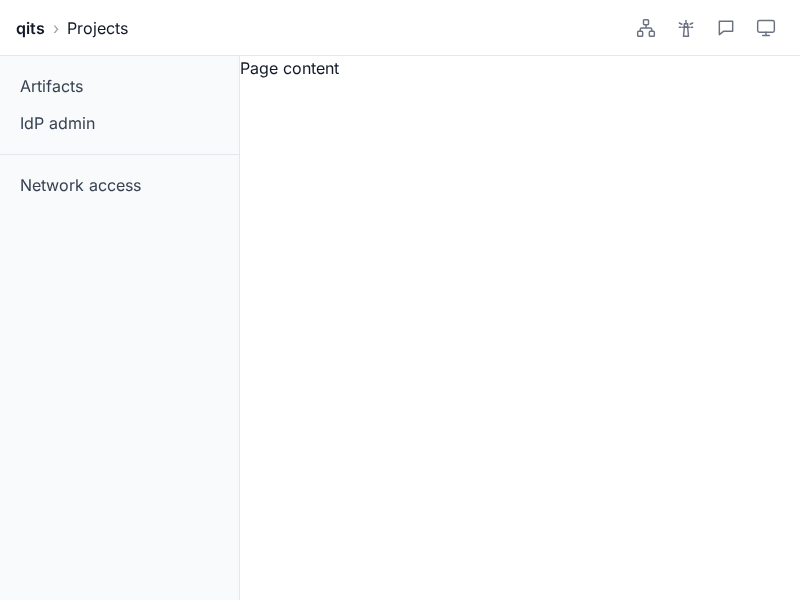 qits › Projects
Artifacts
IdP admin
Network access
Page content